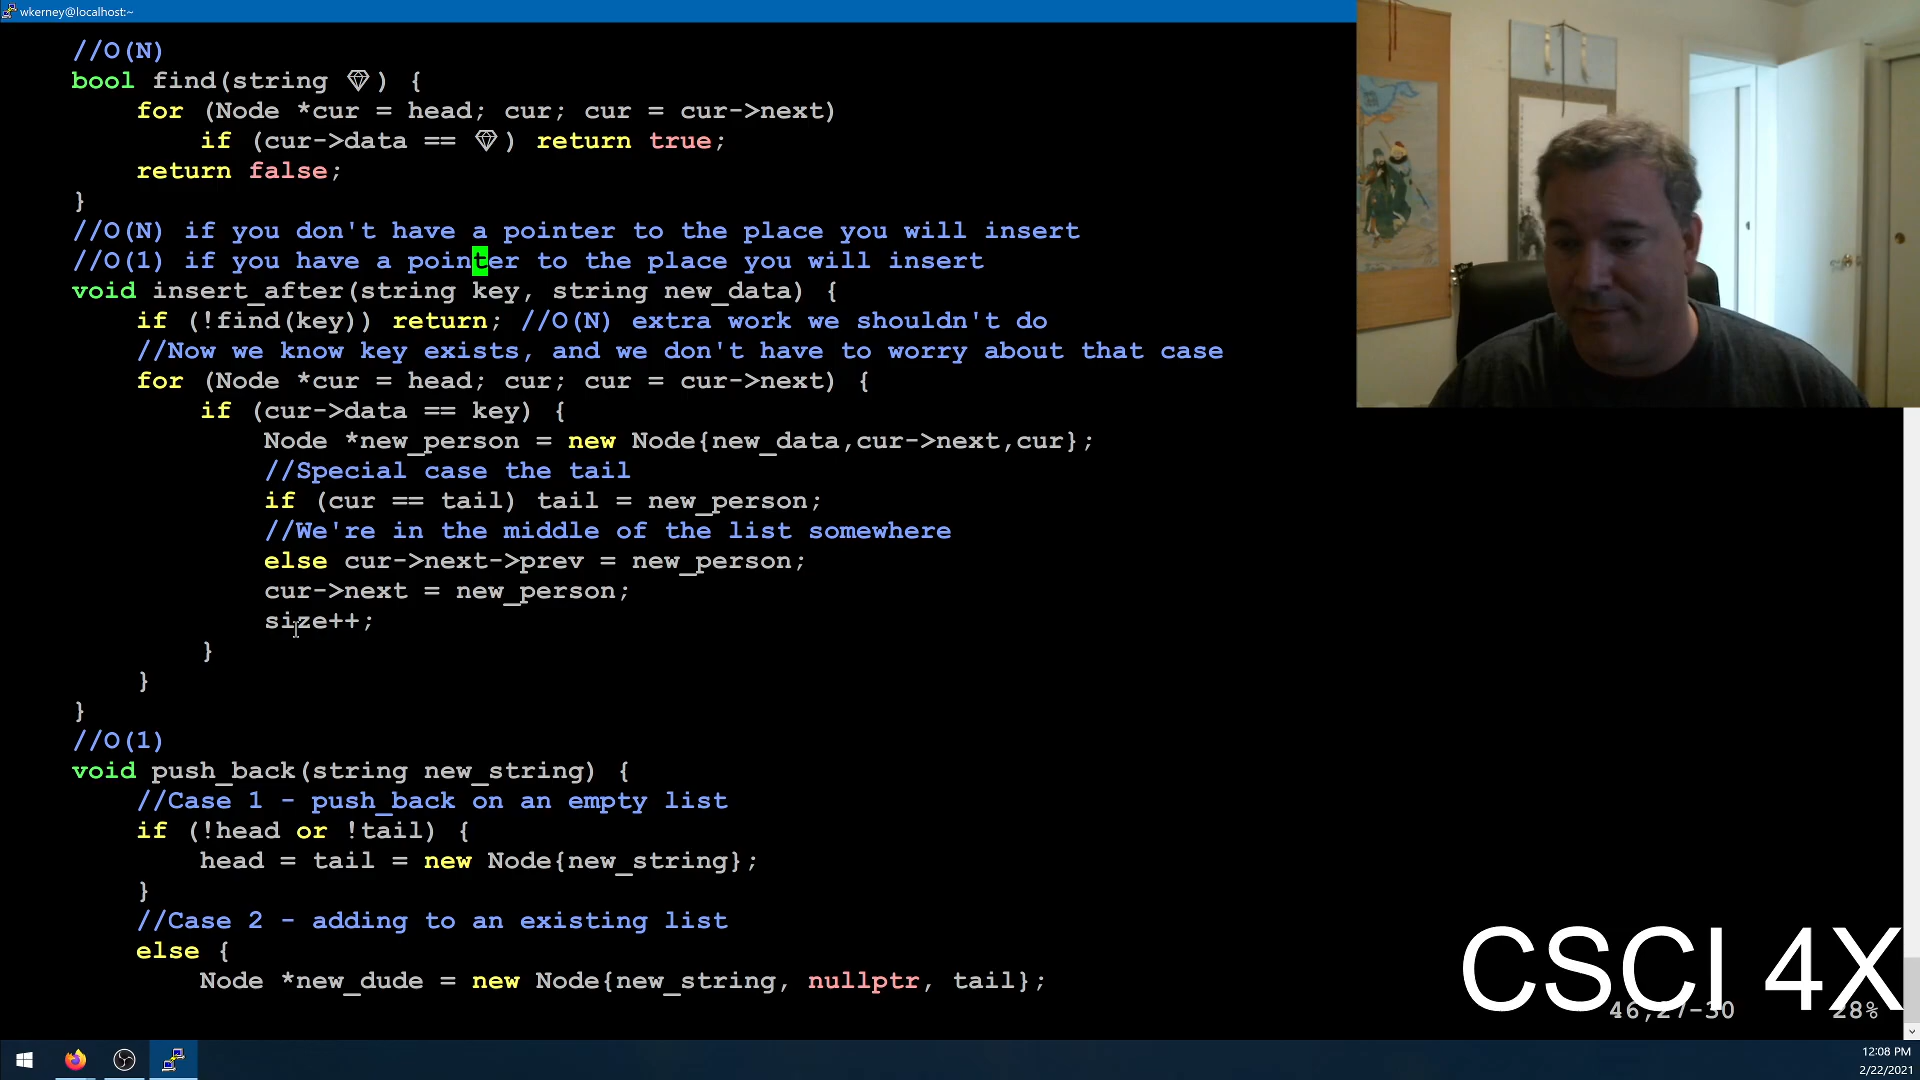 wkerney@localhost:~
//O(N)
bool find(string 💎) {
for (Node *cur = head; cur; cur = cur->next)
if (cur->data == 💎) return true;
return false;
}
//O(N) if you don't have a pointer to the place you will insert
//O(1) if you have a pointer to the place you will insert
void insert_after(string key, string new_data) {
if (!find(key)) return; //O(N) extra work we shouldn't do
//Now we know key exists, and we don't have to worry about that case
for (Node *cur = head; cur; cur = cur->next) {
if (cur->data == key) {
Node *new_person = new Node{new_data,cur->next,cur};
//Special case the tail
if (cur == tail) tail = new_person;
//We're in the middle of the list somewhere
else cur->next->prev = new_person;
cur->next = new_person;
size++;
}
}
}
//O(1)
void push_back(string new_string) {
//Case 1 - push_back on an empty list
if (!head or !tail) {
head = tail = new Node{new_string};
}
//Case 2 - adding to an existing list
else {
Node *new_dude = new Node{new_string, nullptr, tail};
CSCI 4X
46,27-30 28%
12:08 PM
2/22/2021